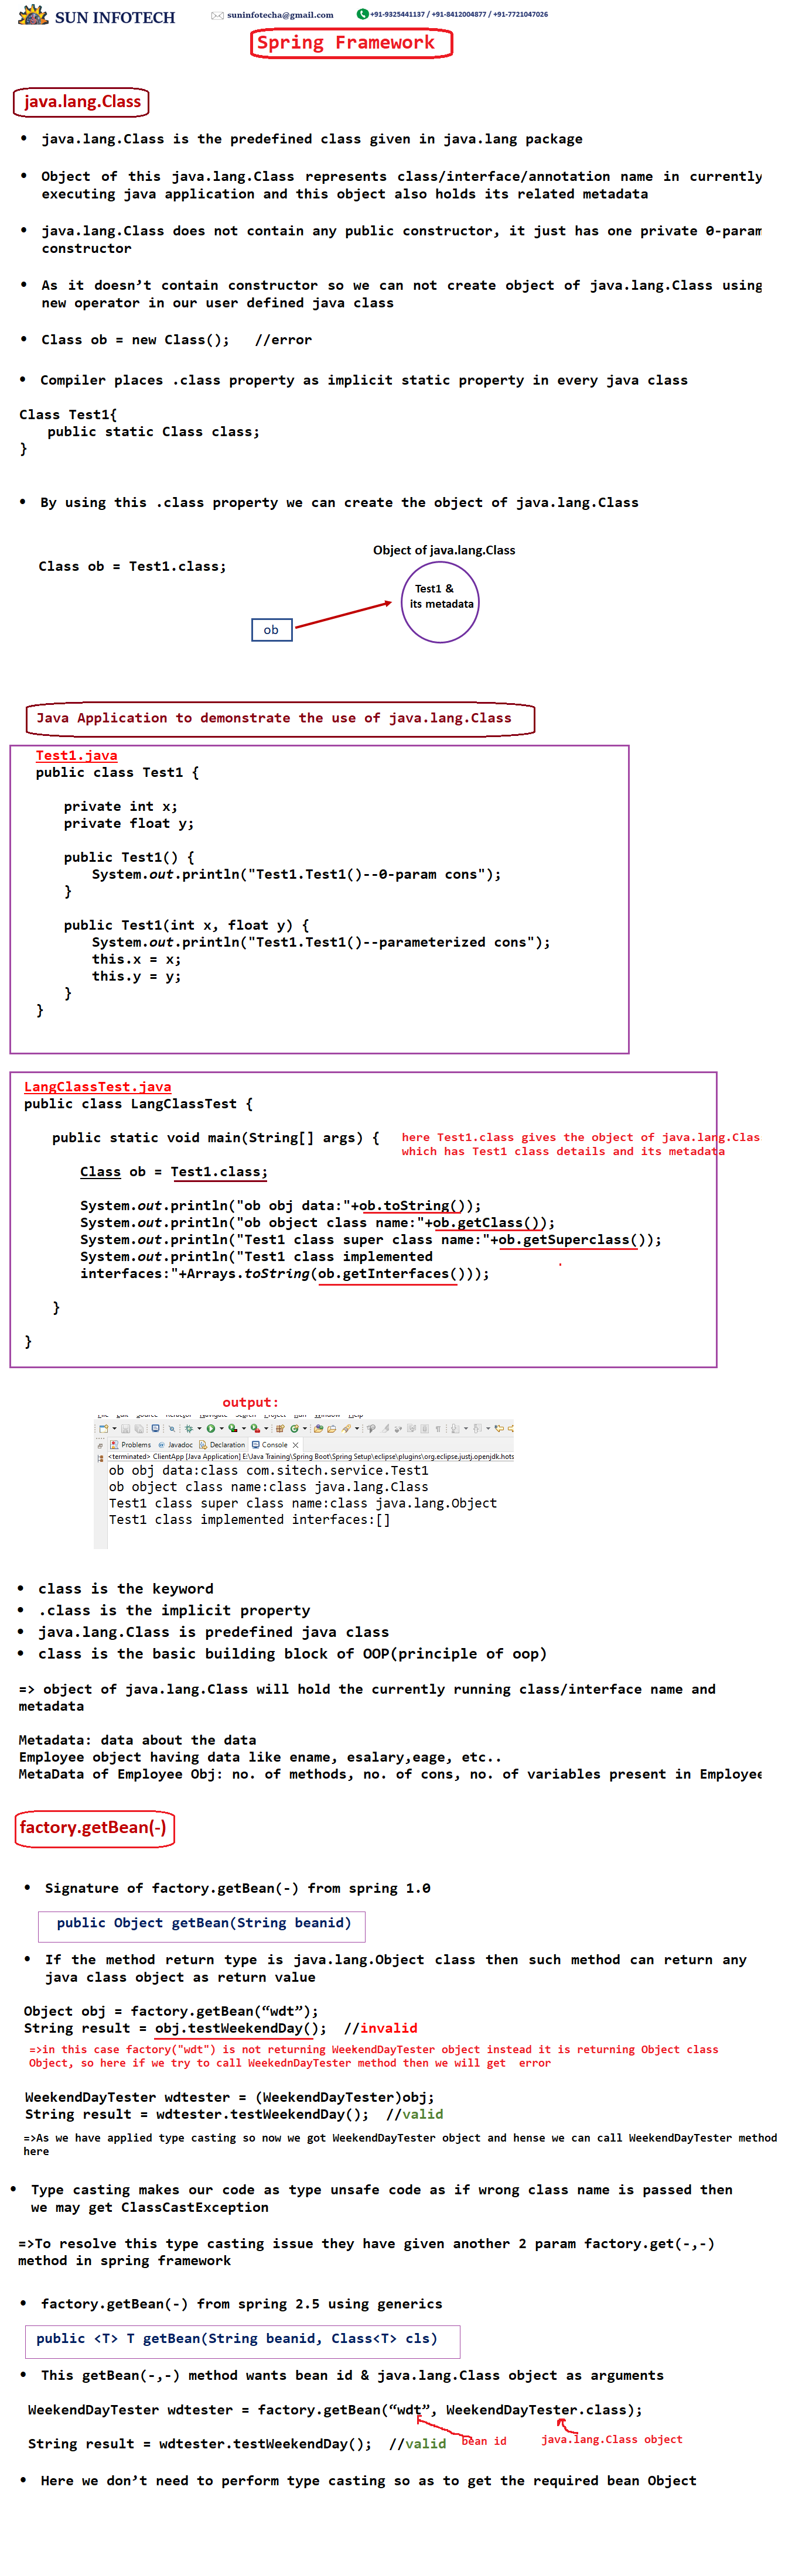 SUN INFOTECH
suninfotecha@gmail.com
+91-9325441137 / +91-8412004877 / +91-7721047026
Spring Framework
java.lang.Class
• java.lang.Class is the predefined class given in java.lang package
• Object of this java.lang.Class represents class/interface/annotation name in currently
executing java application and this object also holds its related metadata
• java.lang.Class does not contain any public constructor, it just has one private 0-param
constructor
• As it doesn’t contain constructor so we can not create object of java.lang.Class using
new operator in our user defined java class
• Class ob = new Class(); //error
• Compiler places .class property as implicit static property in every java class
Class Test1{
public static Class class;
}
• By using this .class property we can create the object of java.lang.Class
Object of java.lang.Class
Class ob = Test1.class;
Test1 &
its metadata
ob
Java Application to demonstrate the use of java.lang.Class
Test1.java
public class Test1 {
private int x;
private float y;
public Test1() {
System.out.println("Test1.Test1()--0-param cons");
}
public Test1(int x, float y) {
System.out.println("Test1.Test1()--parameterized cons");
this.x = x;
this.y = y;
}
}
LangClassTest.java
public class LangClassTest {
public static void main(String[] args) {
here Test1.class gives the object of java.lang.Clas
which has Test1 class details and its metadata
Class ob = Test1.class;
System.out.println("ob obj data:"+ob.toString());
System.out.println("ob object class name:"+ob.getClass());
System.out.println("Test1 class super class name:"+ob.getSuperclass());
System.out.println("Test1 class implemented
interfaces:"+Arrays.toString(ob.getInterfaces()));
}
}
output:
Problems @ Javadoc Declaration Console
<terminated> ClientApp [Java Application] E:\Java Training\Spring Boot\Spring Setup\eclipse\plugins\org.eclipse.justj.openjdk.hots
ob obj data:class com.sitech.service.Test1
ob object class name:class java.lang.Class
Test1 class super class name:class java.lang.Object
Test1 class implemented interfaces:[]
• class is the keyword
• .class is the implicit property
• java.lang.Class is predefined java class
• class is the basic building block of OOP(principle of oop)
=> object of java.lang.Class will hold the currently running class/interface name and
metadata
Metadata: data about the data
Employee object having data like ename, esalary,eage, etc..
MetaData of Employee Obj: no. of methods, no. of cons, no. of variables present in Employee
factory.getBean(-)
• Signature of factory.getBean(-) from spring 1.0
public Object getBean(String beanid)
• If the method return type is java.lang.Object class then such method can return any
java class object as return value
Object obj = factory.getBean(“wdt”);
String result = obj.testWeekendDay(); //invalid
=>in this case factory("wdt") is not returning WeekendDayTester object instead it is returning Object class
Object, so here if we try to call WeekednDayTester method then we will get error
WeekendDayTester wdtester = (WeekendDayTester)obj;
String result = wdtester.testWeekendDay(); //valid
=>As we have applied type casting so now we got WeekendDayTester object and hense we can call WeekendDayTester method
here
• Type casting makes our code as type unsafe code as if wrong class name is passed then
we may get ClassCastException
=>To resolve this type casting issue they have given another 2 param factory.get(-,-)
method in spring framework
• factory.getBean(-) from spring 2.5 using generics
public <T> T getBean(String beanid, Class<T> cls)
• This getBean(-,-) method wants bean id & java.lang.Class object as arguments
WeekendDayTester wdtester = factory.getBean(“wdt”, WeekendDayTester.class);
String result = wdtester.testWeekendDay(); //valid
bean id
java.lang.Class object
• Here we don’t need to perform type casting so as to get the required bean Object